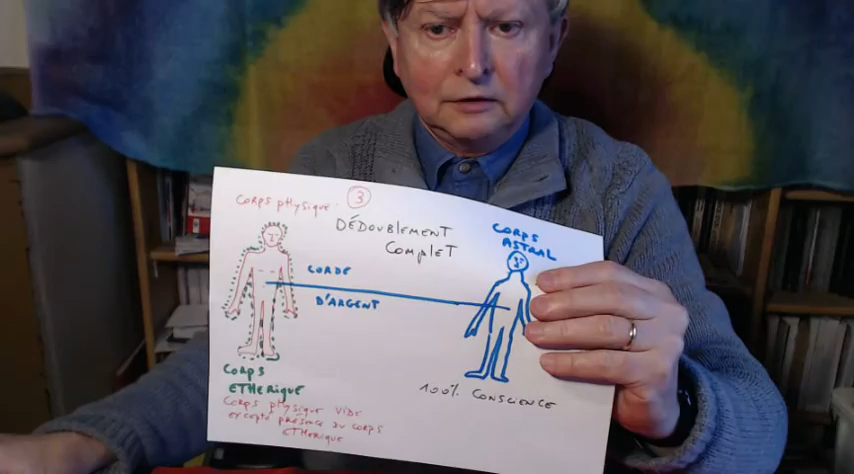 Corps physique.
3
DÉDOUBLEMENT
COMPLET
CORPS
ASTRAL
CORDE
D'ARGENT
CORPS
ETHERIQUE
100% CONSCIENCE
Corps physique vide
excepté présence du corps
ETHERIQUE